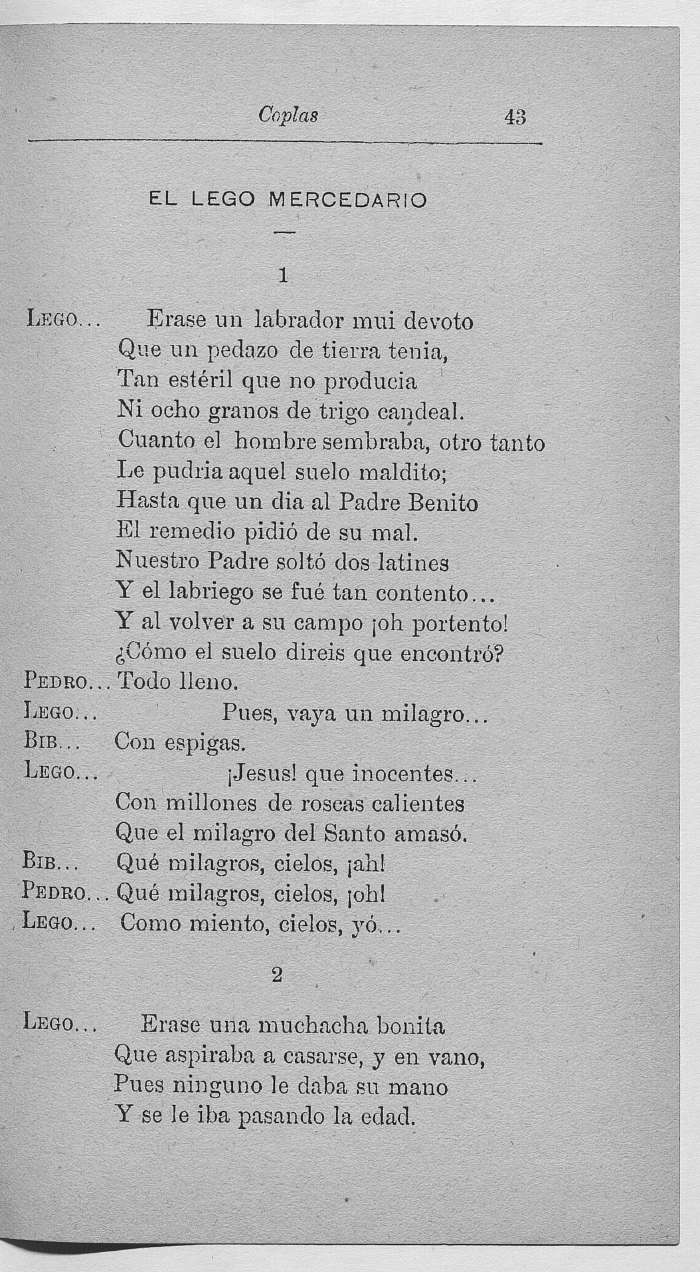 Coplas 43
EL LEGO MERCEDARIO
1
LEGO... Erase un labrador mui devoto
Que un pedazo de tierra tenia,
Tan estéril que no producia
Ni ocho granos de trigo candeal.
Cuanto el hombre sembraba, otro tanto
Le pudria aquel suelo maldito;
Hasta que un dia al Padre Benito
El remedio pidió de su mal.
Nuestro Padre soltó dos latines
Y el labriego se fué tan contento...
Y al volver a su campo ¡oh portento!
¿Cómo el suelo direis que encontró?
PEDRO... Todo lleno.
LEGO... Pues, vaya un milagro...
BIB... Con espigas.
LEGO... ¡Jesus! que inocentes...
Con millones de roscas calientes
Que el milagro del Santo amasó.
BIB... Qué milagros, cielos, ¡ah!
PEDRO... Qué milagros, cielos, ¡oh!
LEGO... Como miento, cielos, yó...
2
LEGO... Erase una muchacha bonita
Que aspiraba a casarse, y en vano,
Pues ninguno le daba su mano
Y se le iba pasando la edad.